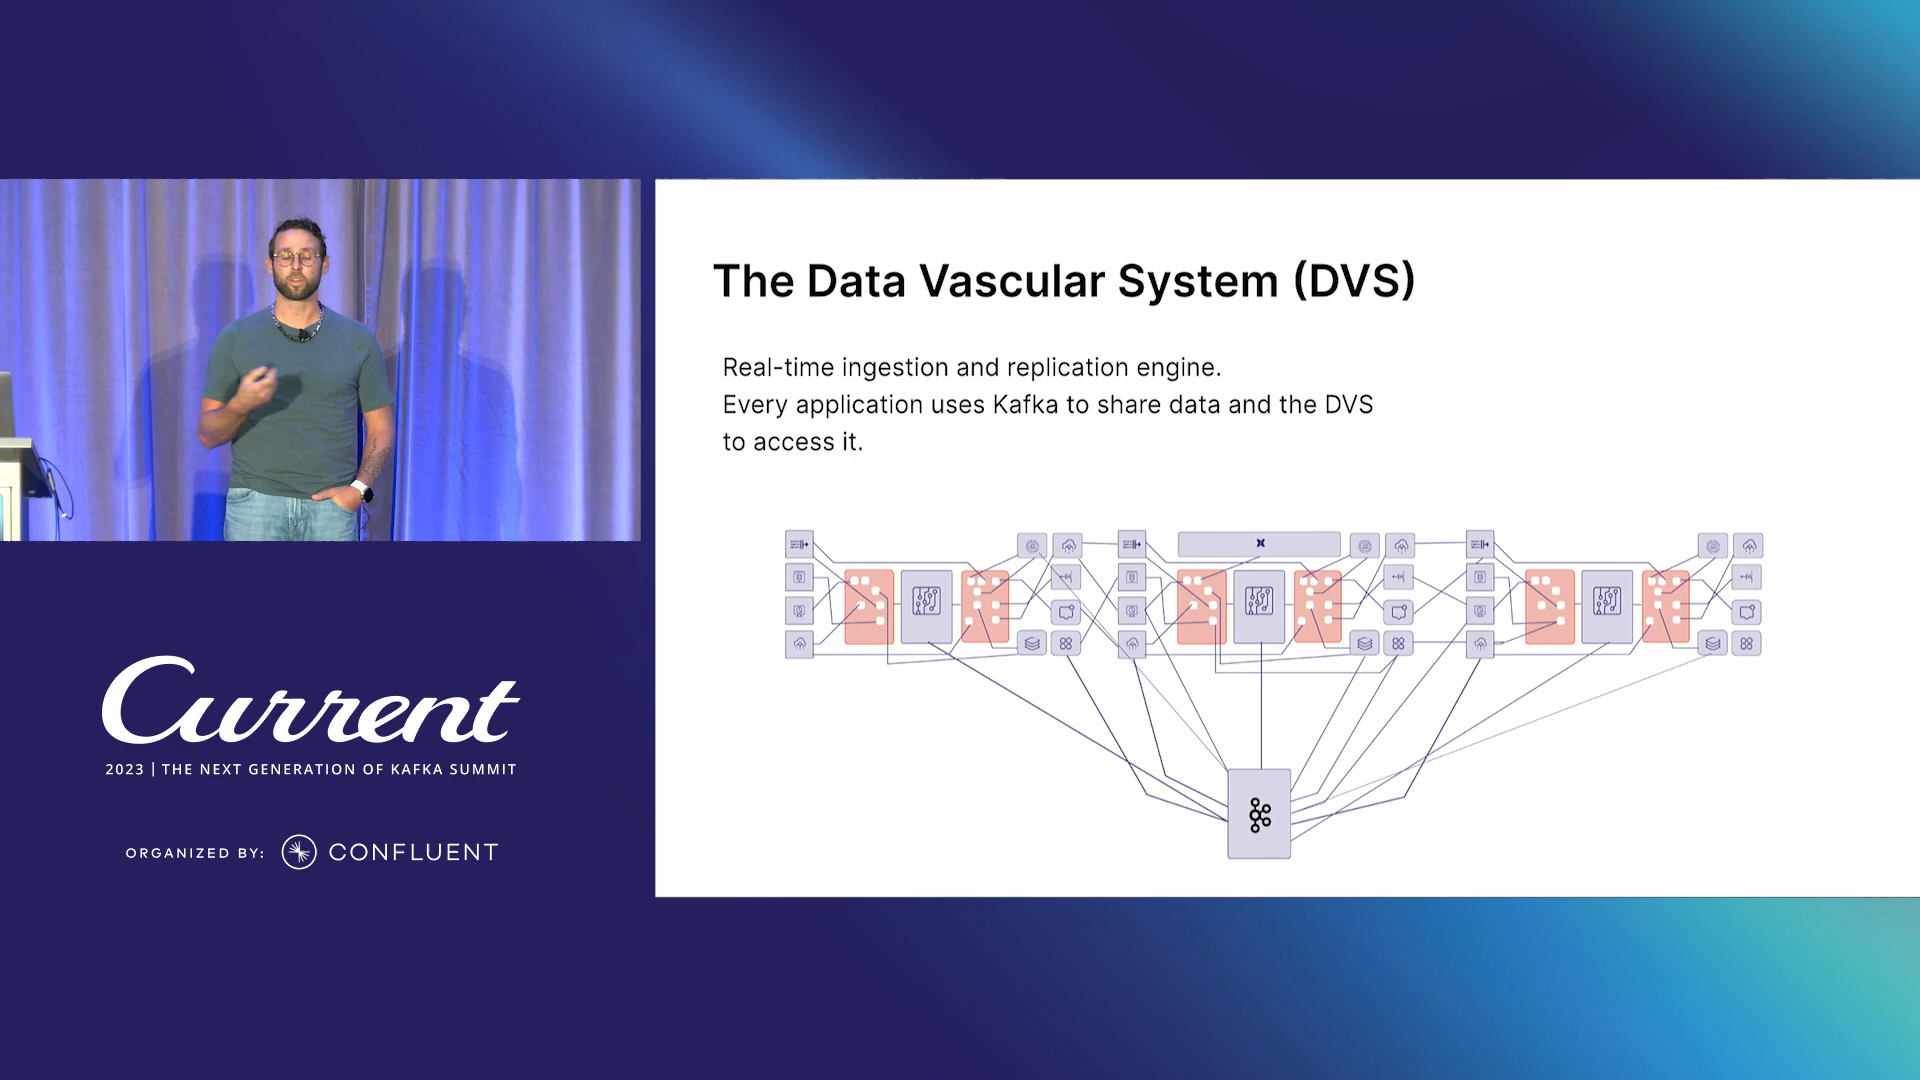 The Data Vascular System (DVS)
Real-time ingestion and replication engine.
Every application uses Kafka to share data and the DVS
to access it.
Current
2023 | THE NEXT GENERATION OF KAFKA SUMMIT
ORGANIZED BY: CONFLUENT